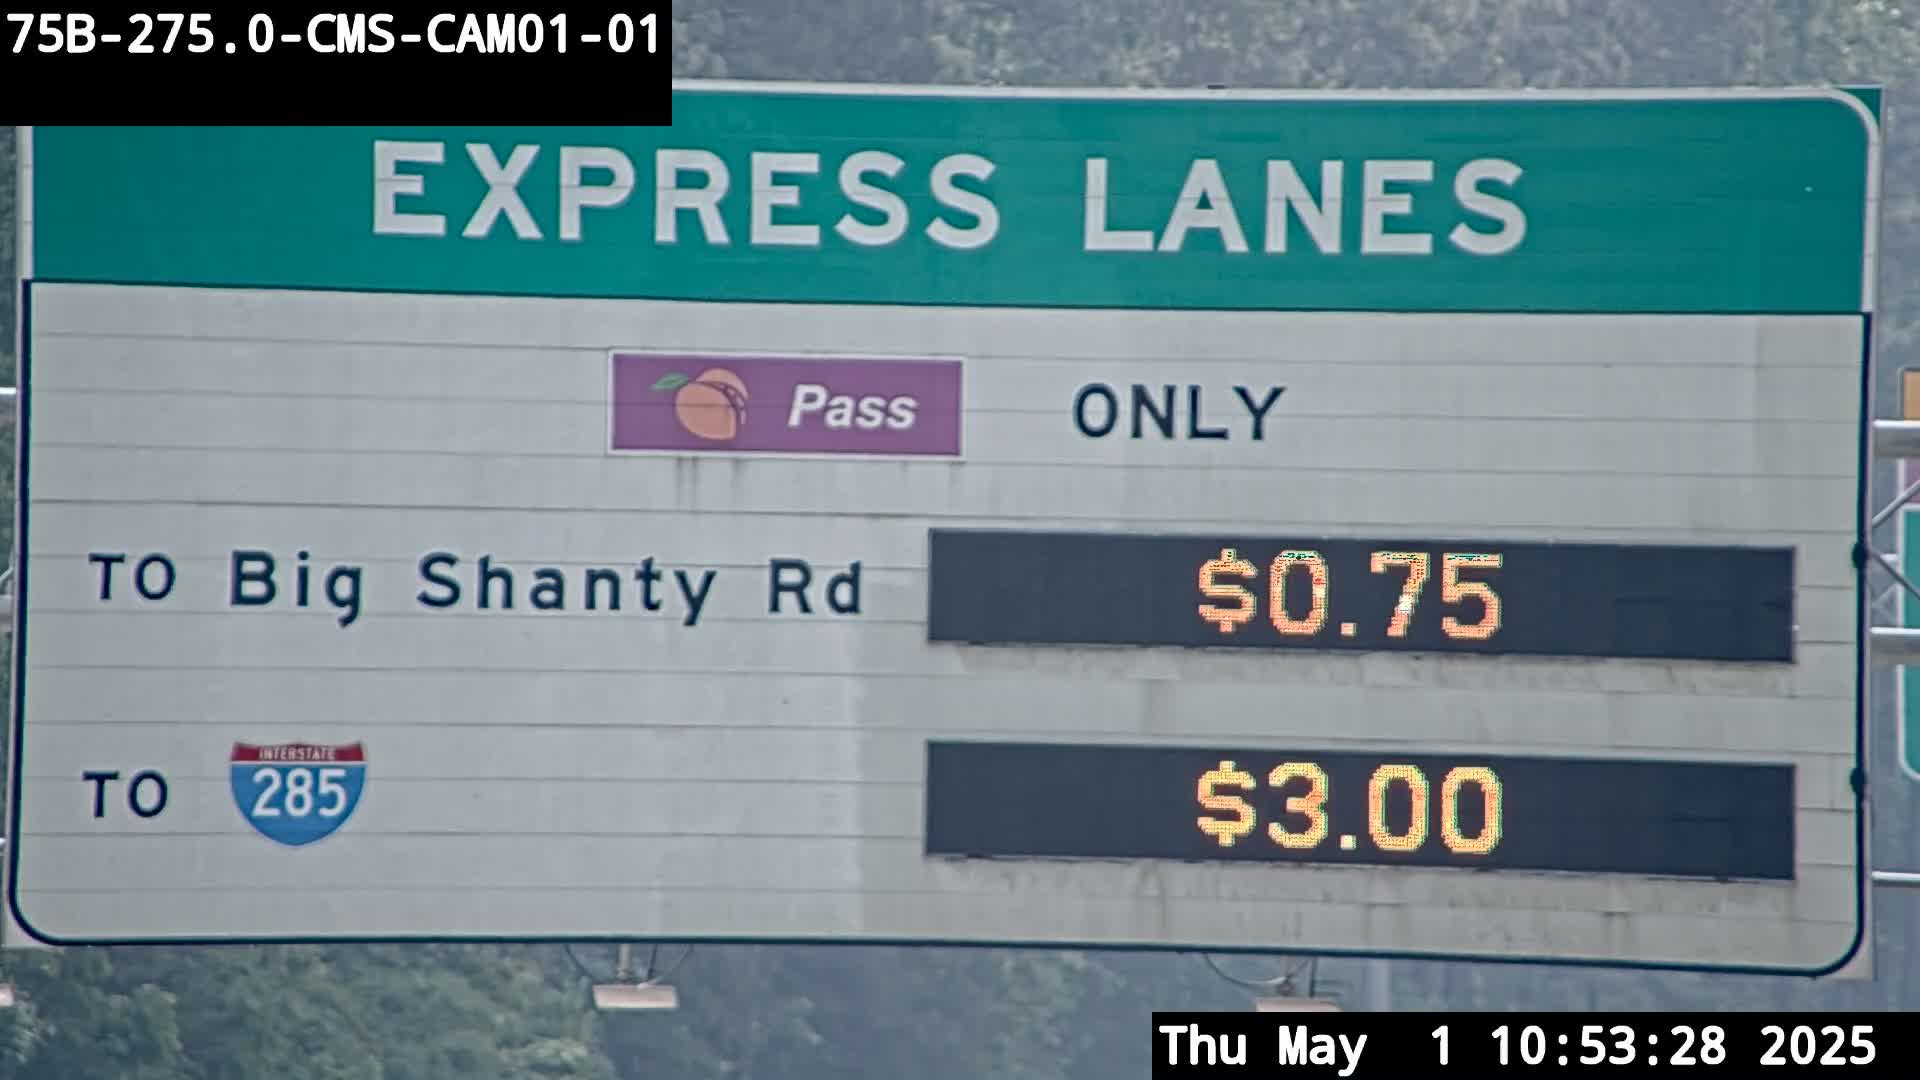 75B-275.0-CMS-CAM01-01
EXPRESS LANES
Pass ONLY
TO Big Shanty Rd $0.75
INTERSTATE
TO 285 $3.00
Thu May 1 10:53:28 2025